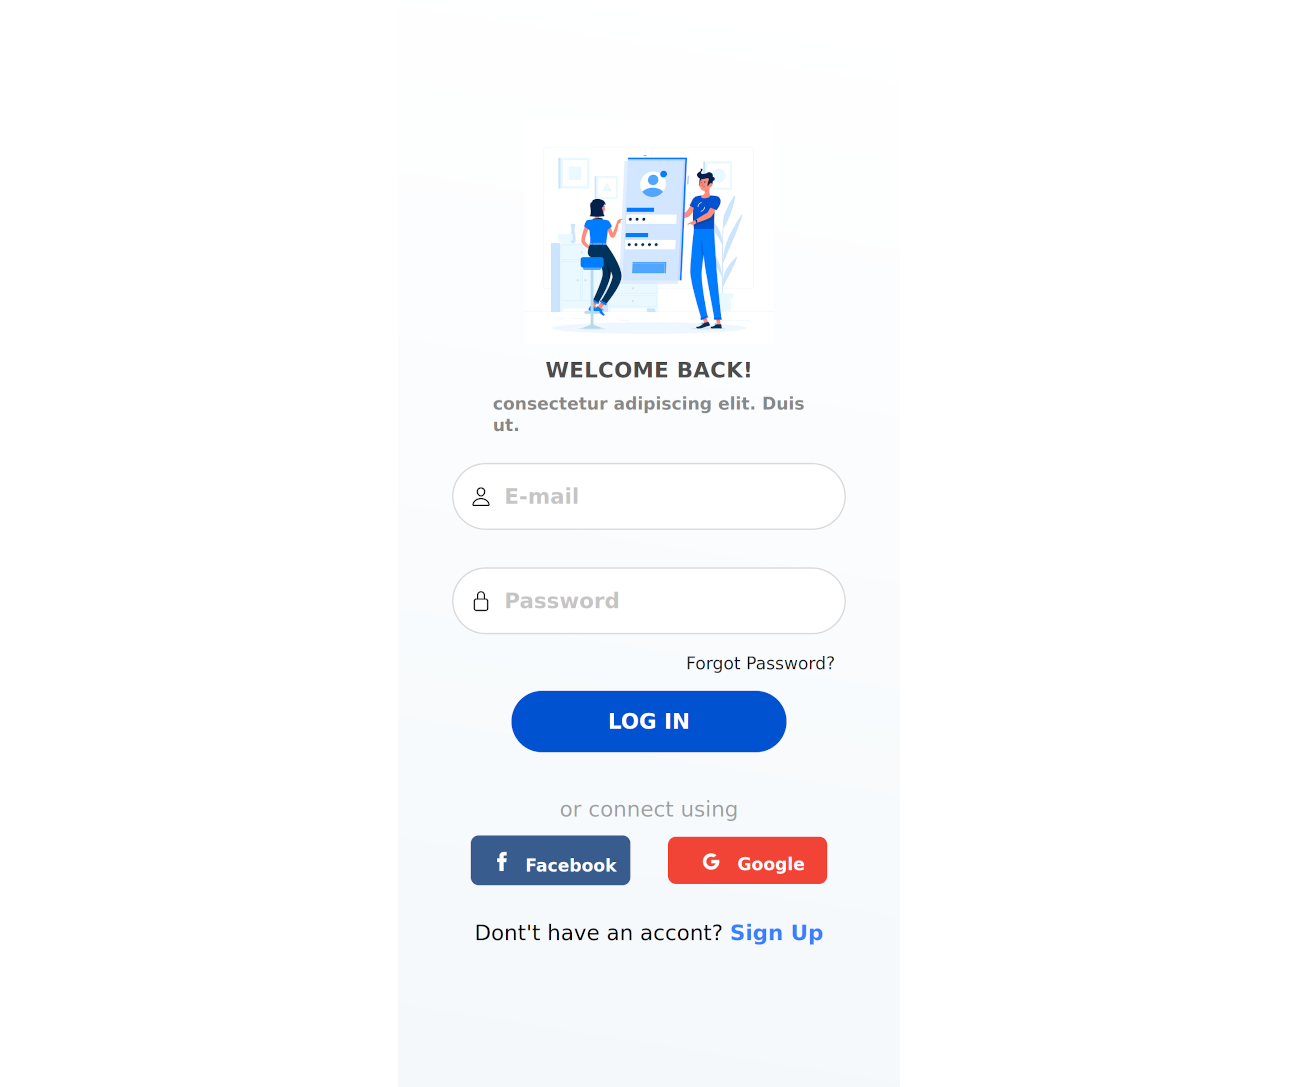 WELCOME BACK!
consectetur adipiscing elit. Duis
ut.
E-mail
Password
Forgot Password?
LOG IN
or connect using
Facebook
Google
Dont't have an accont? Sign Up